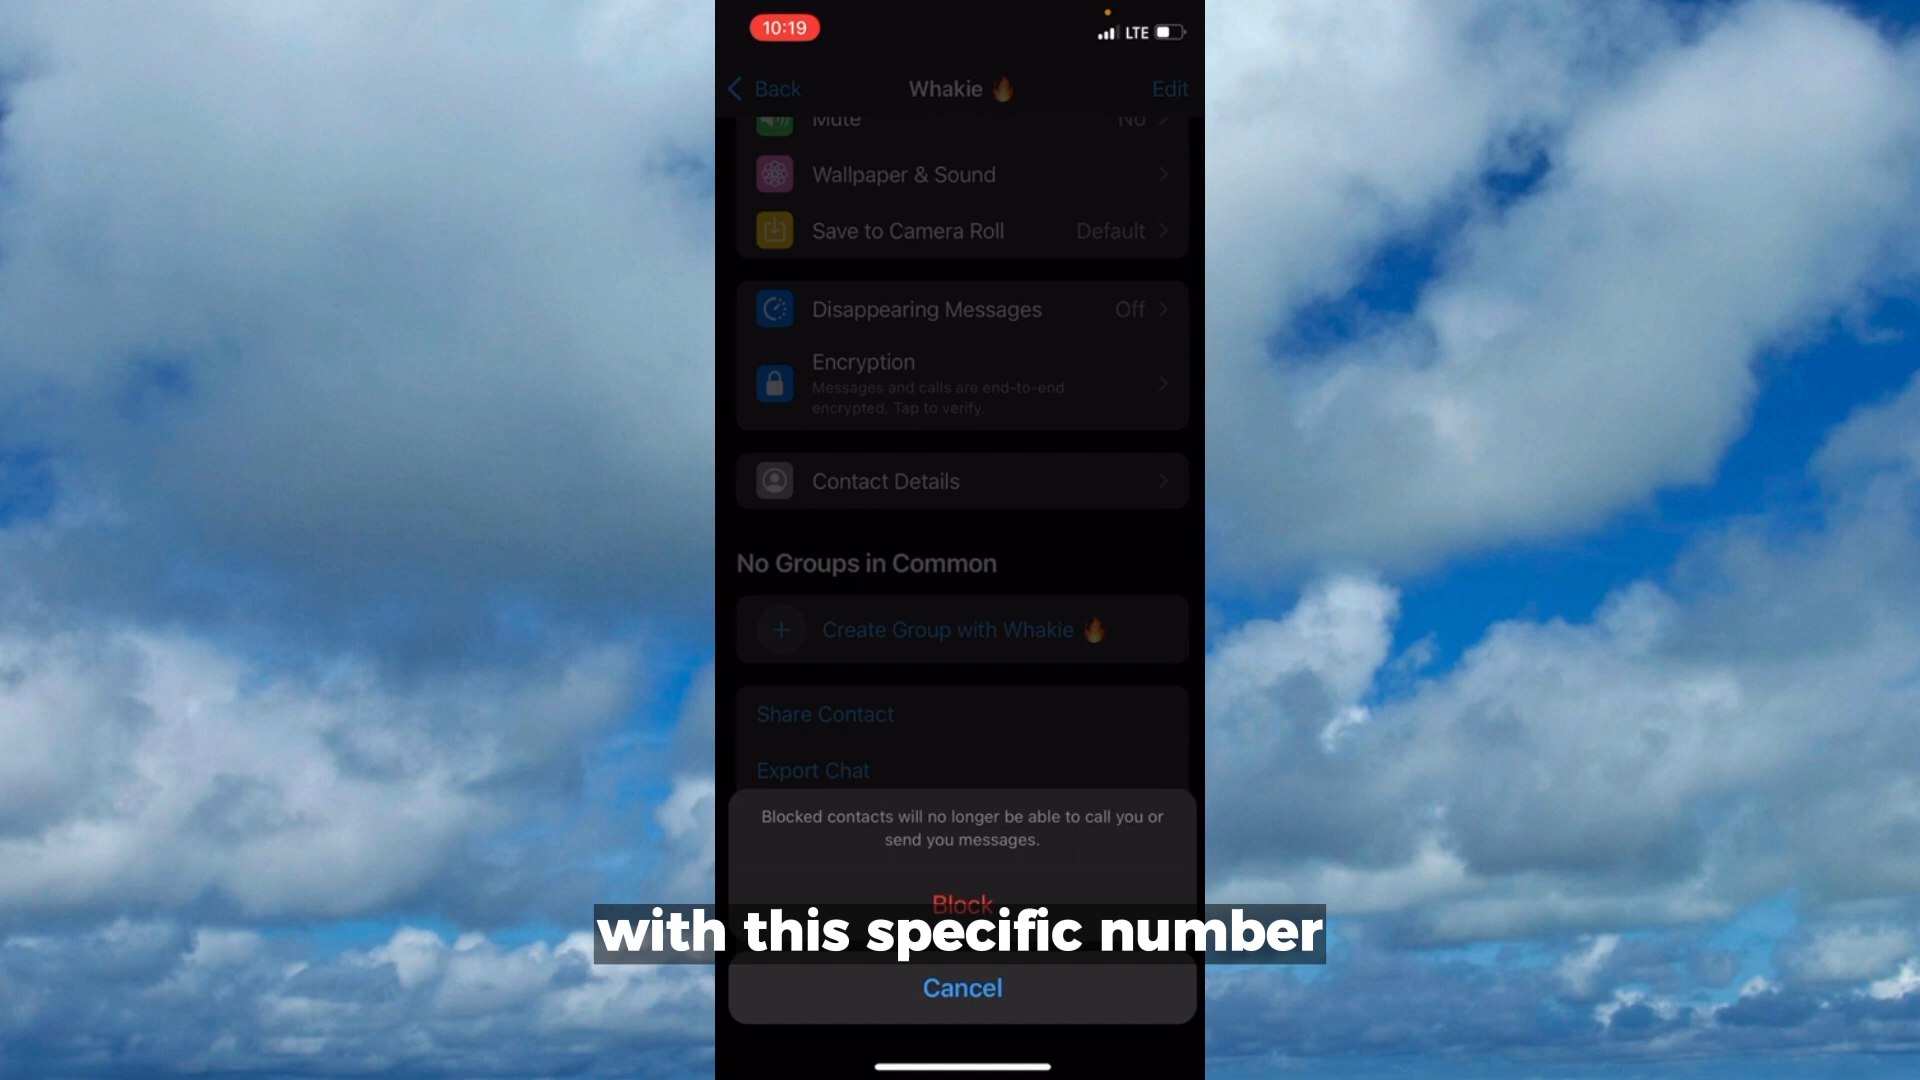 10:19
LTE
Back
Whakie 🔥
Edit
Mute
No
Wallpaper & Sound
Save to Camera Roll
Default
Disappearing Messages
Off
Encryption
Messages and calls are end-to-end
encrypted. Tap to verify.
Contact Details
No Groups in Common
+ Create Group with Whakie 🔥
Share Contact
Export Chat
Blocked contacts will no longer be able to call you or
send you messages.
Block
with this specific number
Cancel